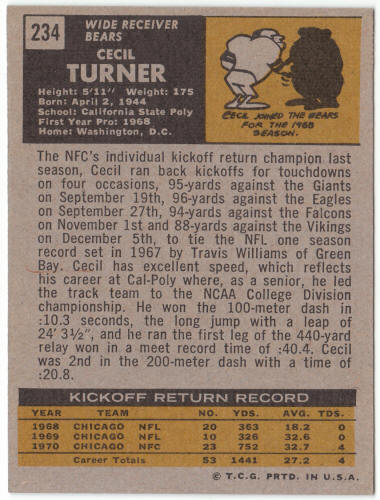 234
WIDE RECEIVER
BEARS
CECIL
TURNER
Height: 5'11" Weight: 175
Born: April 2, 1944
School: California State Poly
First Year Pro: 1968
Home: Washington, D.C.
CECIL JOINED THE BEARS
FOR THE 1968
SEASON.
The NFC's individual kickoff return champion last
season, Cecil ran back kickoffs for touchdowns
on four occasions, 95-yards against the Giants
on September 19th, 96-yards against the Eagles
on September 27th, 94-yards against the Falcons
on November 1st and 88-yards against the Vikings
on December 5th, to tie the NFL one season
record set in 1967 by Travis Williams of Green
Bay. Cecil has excellent speed, which reflects
his career at Cal-Poly where, as a senior, he led
the track team to the NCAA College Division
championship. He won the 100-meter dash in
:10.3 seconds, the long jump with a leap of
24' 3½", and he ran the first leg of the 440-yard
relay won in a meet record time of :40.4. Cecil
was 2nd in the 200-meter dash with a time of
:20.8.
KICKOFF RETURN RECORD
YEAR TEAM NO. YDS. AVG. TDS
1968 CHICAGO NFL 20 363 18.2 0
1969 CHICAGO NFL 10 326 32.6 0
1970 CHICAGO NFC 23 752 32.7 4
Career Totals 53 1441 27.2 4
© T.C.G. PRTD. IN U.S.A.